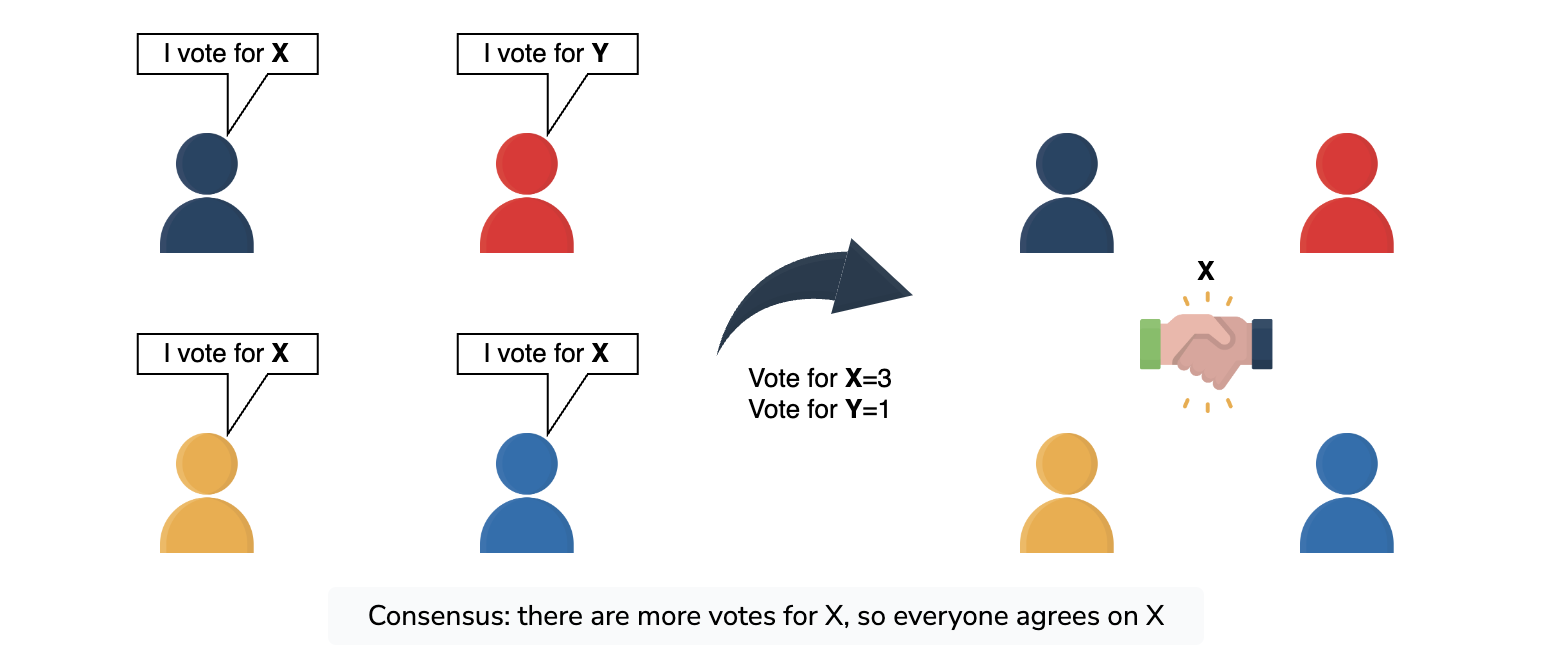 I vote for X
I vote for Y
I vote for X
I vote for X
Vote for X=3
Vote for Y=1
X
Consensus: there are more votes for X, so everyone agrees on X